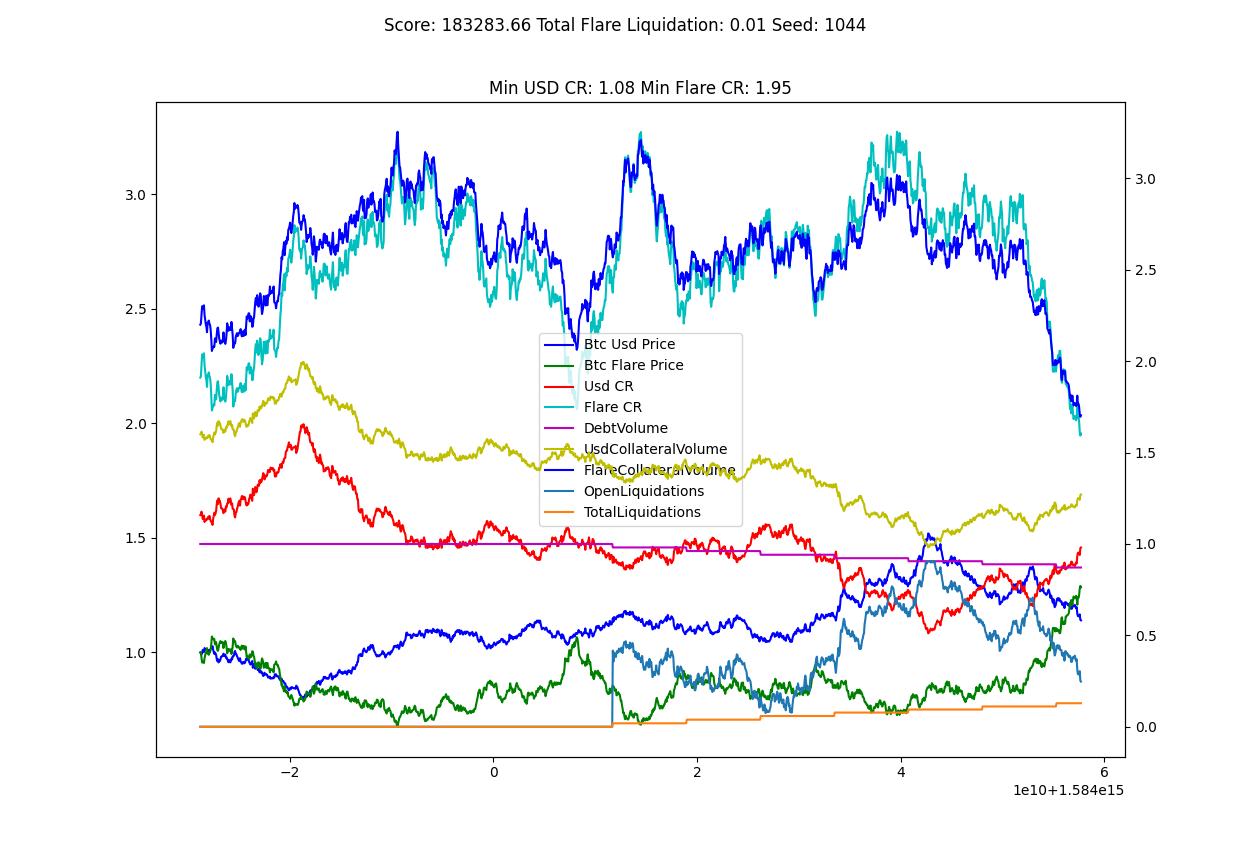 Score: 183283.66 Total Flare Liquidation: 0.01 Seed: 1044
Min USD CR: 1.08 Min Flare CR: 1.95
3.0
2.5
2.0
1.5
1.0
3.0
2.5
2.0
1.5
1.0
0.5
0.0
Btc Usd Price
Btc Flare Price
Usd CR
Flare CR
DebtVolume
UsdCollateralVolume
FlareCollateralVolume
OpenLiquidations
TotalLiquidations
−2 0 2 4 6
1e10+1.584e15